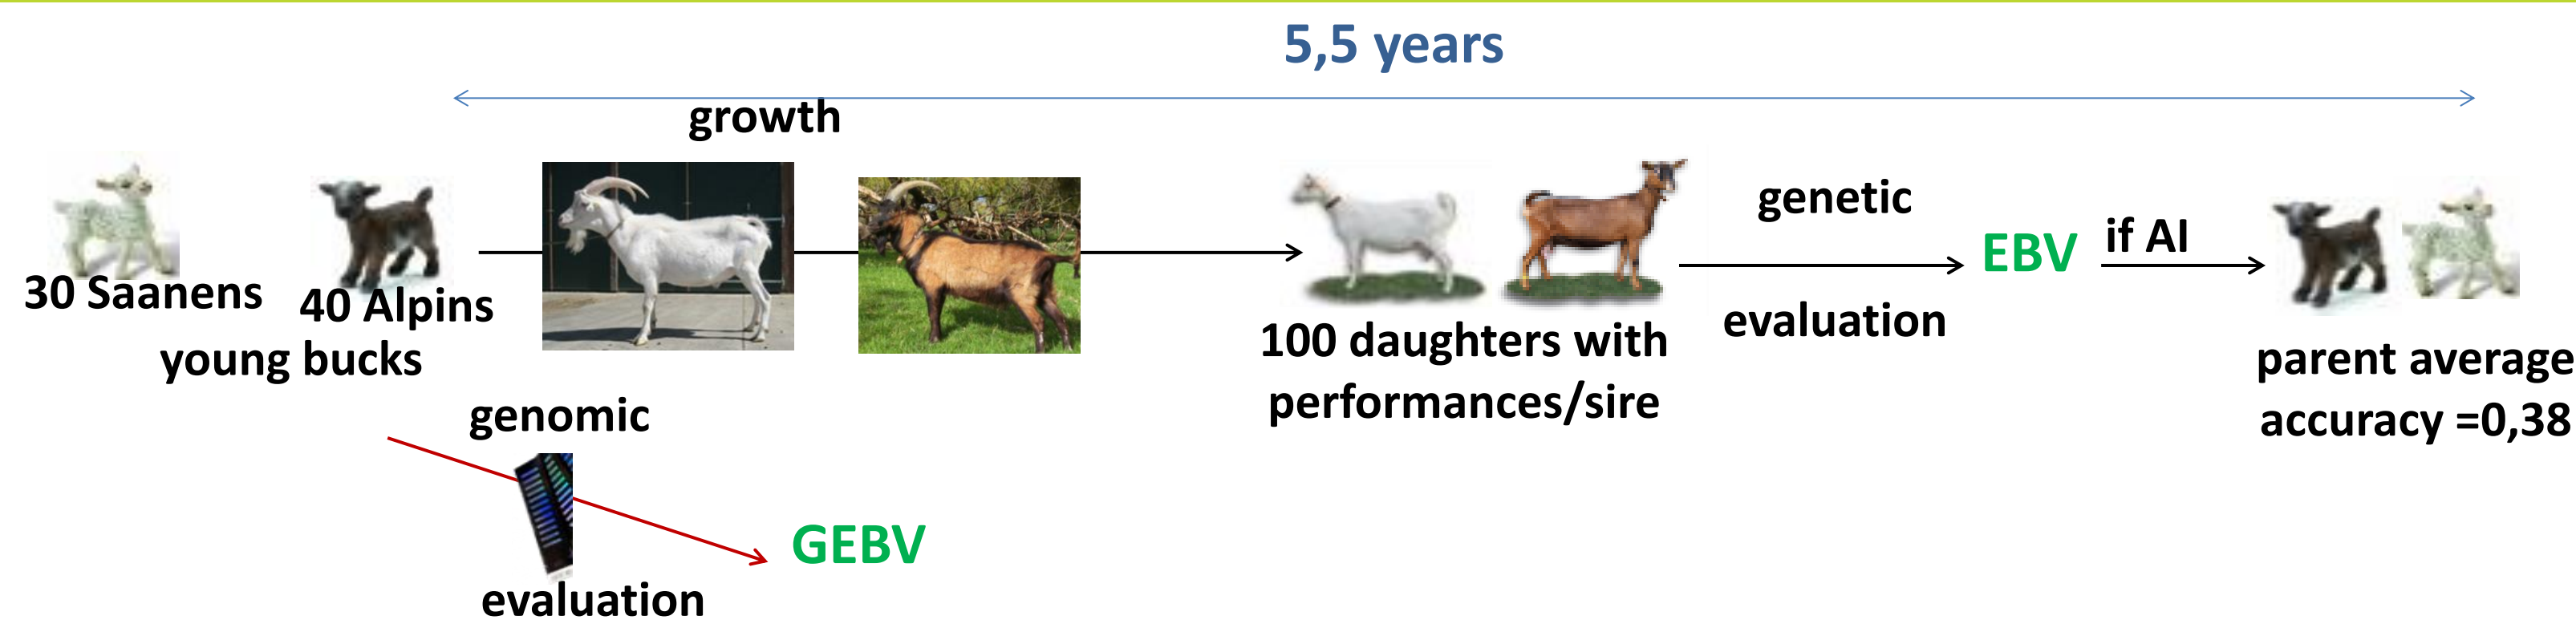 5,5 years
growth
30 Saanens
40 Alpins
young bucks
100 daughters with
performances/sire
genetic
evaluation
EBV
if AI
parent average
accuracy =0,38
genomic
evaluation
GEBV